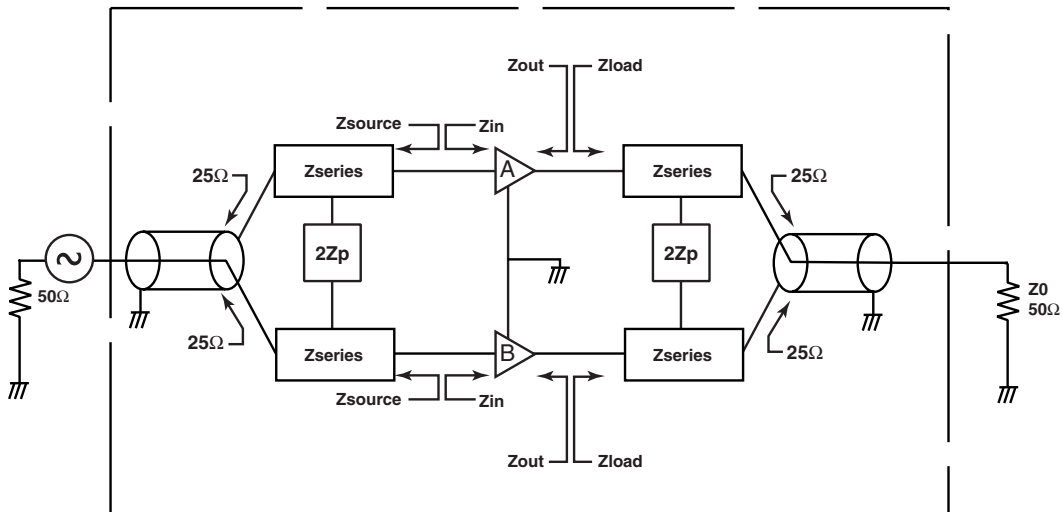 Zout Zload
Zsource Zin
A
25Ω Zseries Zseries 25Ω
2Zp 2Zp
50Ω
Z0
50Ω
25Ω Zseries Zseries 25Ω
B
Zsource Zin
Zout Zload